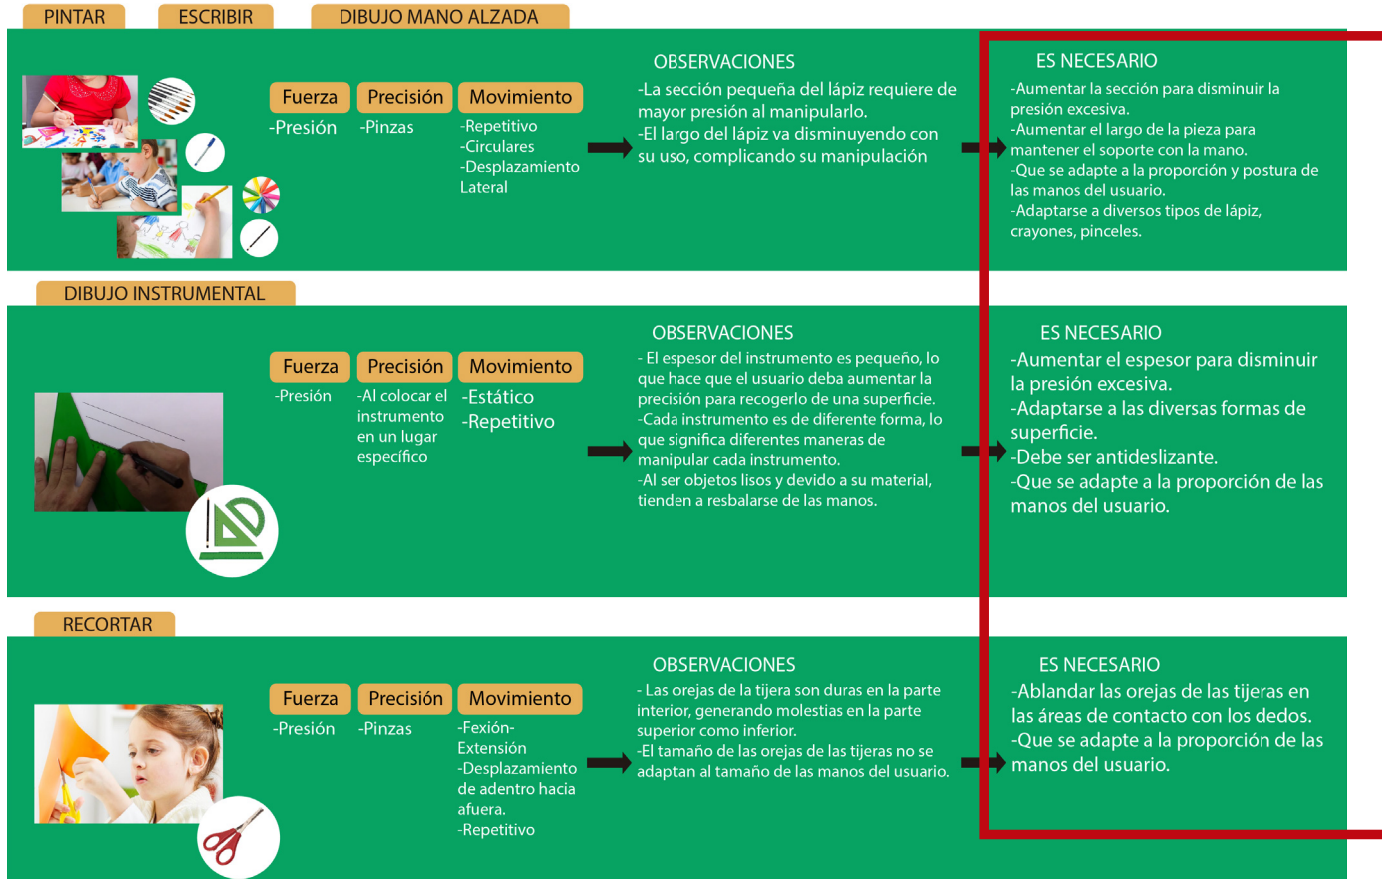 PINTAR
ESCRIBIR
DIBUJO MANO ALZADA
Fuerza
-Presión
Precisión
-Pinzas
Movimiento
-Repetitivo
-Circulares
-Desplazamiento
Lateral
OBSERVACIONES
-La sección pequeña del lápiz requiere de
mayor presión al manipularlo.
-El largo del lápiz va disminuyendo con
su uso, complicando su manipulación
ES NECESARIO
-Aumentar la sección para disminuir la
presión excesiva.
-Aumentar el largo de la pieza para
mantener el soporte con la mano.
-Que se adapte a la proporción y postura de
las manos del usuario.
-Adaptarse a diversos tipos de lápiz,
crayones, pinceles.
DIBUJO INSTRUMENTAL
Fuerza
-Presión
Precisión
-Al colocar el
instrumento
en un lugar
específico
Movimiento
-Estático
-Repetitivo
OBSERVACIONES
- El espesor del instrumento es pequeño, lo
que hace que el usuario deba aumentar la
precisión para recogerlo de una superficie.
-Cada instrumento es de diferente forma, lo
que significa diferentes maneras de
manipular cada instrumento.
-Al ser objetos lisos y devido a su material,
tienden a resbalarse de las manos.
ES NECESARIO
-Aumentar el espesor para disminuir
la presión excesiva.
-Adaptarse a las diversas formas de
superficie.
-Debe ser antideslizante.
-Que se adapte a la proporción de las
manos del usuario.
RECORTAR
Fuerza
-Presión
Precisión
-Pinzas
Movimiento
-Fexión-
Extensión
-Desplazamiento
de adentro hacia
afuera.
-Repetitivo
OBSERVACIONES
- Las orejas de la tijera son duras en la parte
interior, generando molestias en la parte
superior como inferior.
-El tamaño de las orejas de las tijeras no se
adaptan al tamaño de las manos del usuario.
ES NECESARIO
-Ablandar las orejas de las tijeras en
las áreas de contacto con los dedos.
-Que se adapte a la proporción de las
manos del usuario.